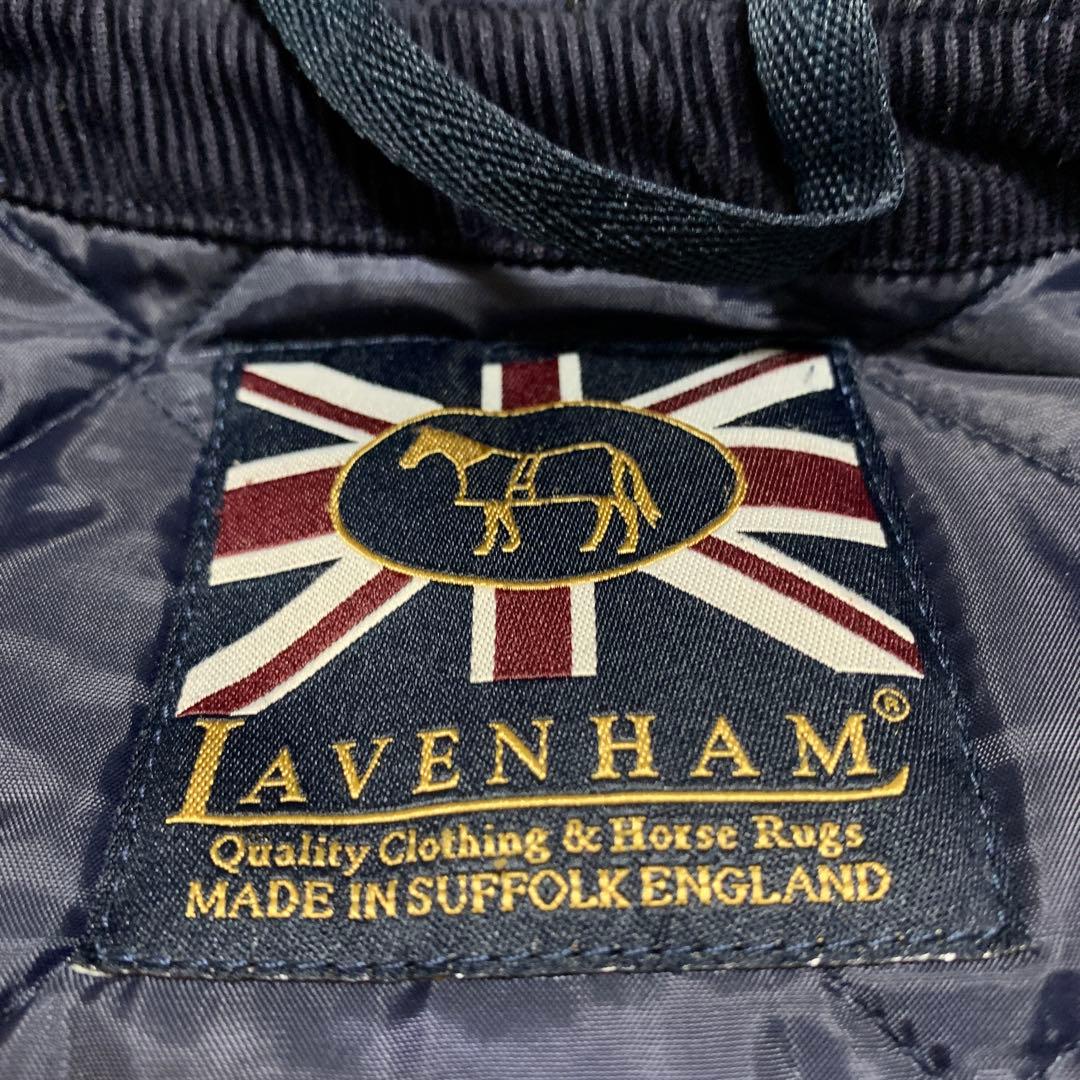 LAVENHAM®
Quality Clothing & Horse Rugs
MADE IN SUFFOLK ENGLAND